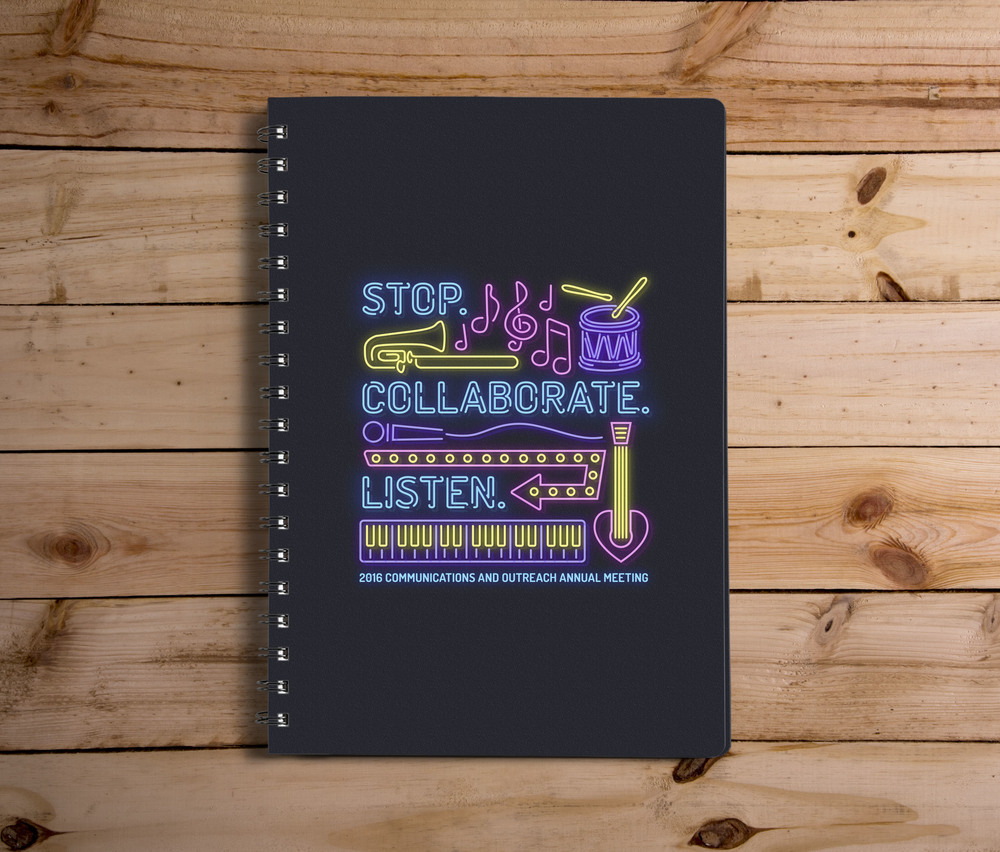 STOP.
COLLABORATE.
LISTEN.
2016 COMMUNICATIONS AND OUTREACH ANNUAL MEETING